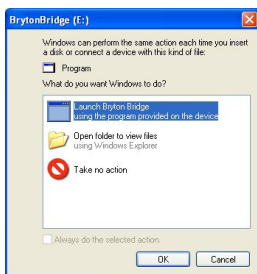 BrytonBridge (E:)
Windows can perform the same action each time you insert
a disk or connect a device with this kind of file:
Program
What do you want Windows to do?
Launch Bryton Bridge
using the program provided on the device
Open folder to view files
using Windows Explorer
Take no action
Always do the selected action.
OK Cancel